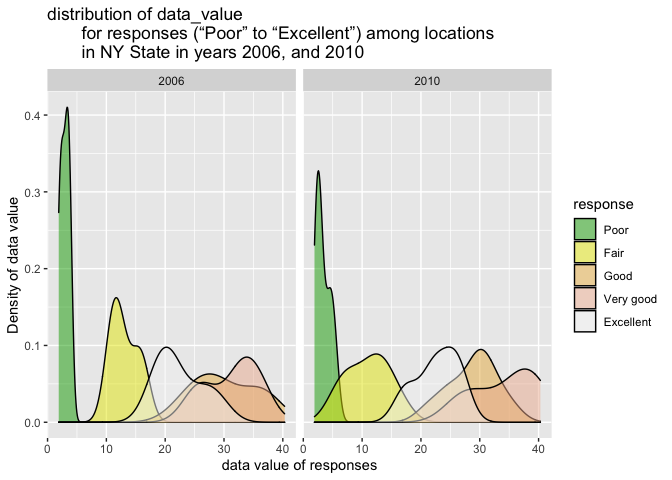 distribution of data_value
for responses (“Poor” to “Excellent”) among locations
in NY State in years 2006, and 2010
2006
2010
Density of data value
0.4
0.3
0.2
0.1
0.0
0
10
20
30
40
0
10
20
30
40
data value of responses
response
Poor
Fair
Good
Very good
Excellent